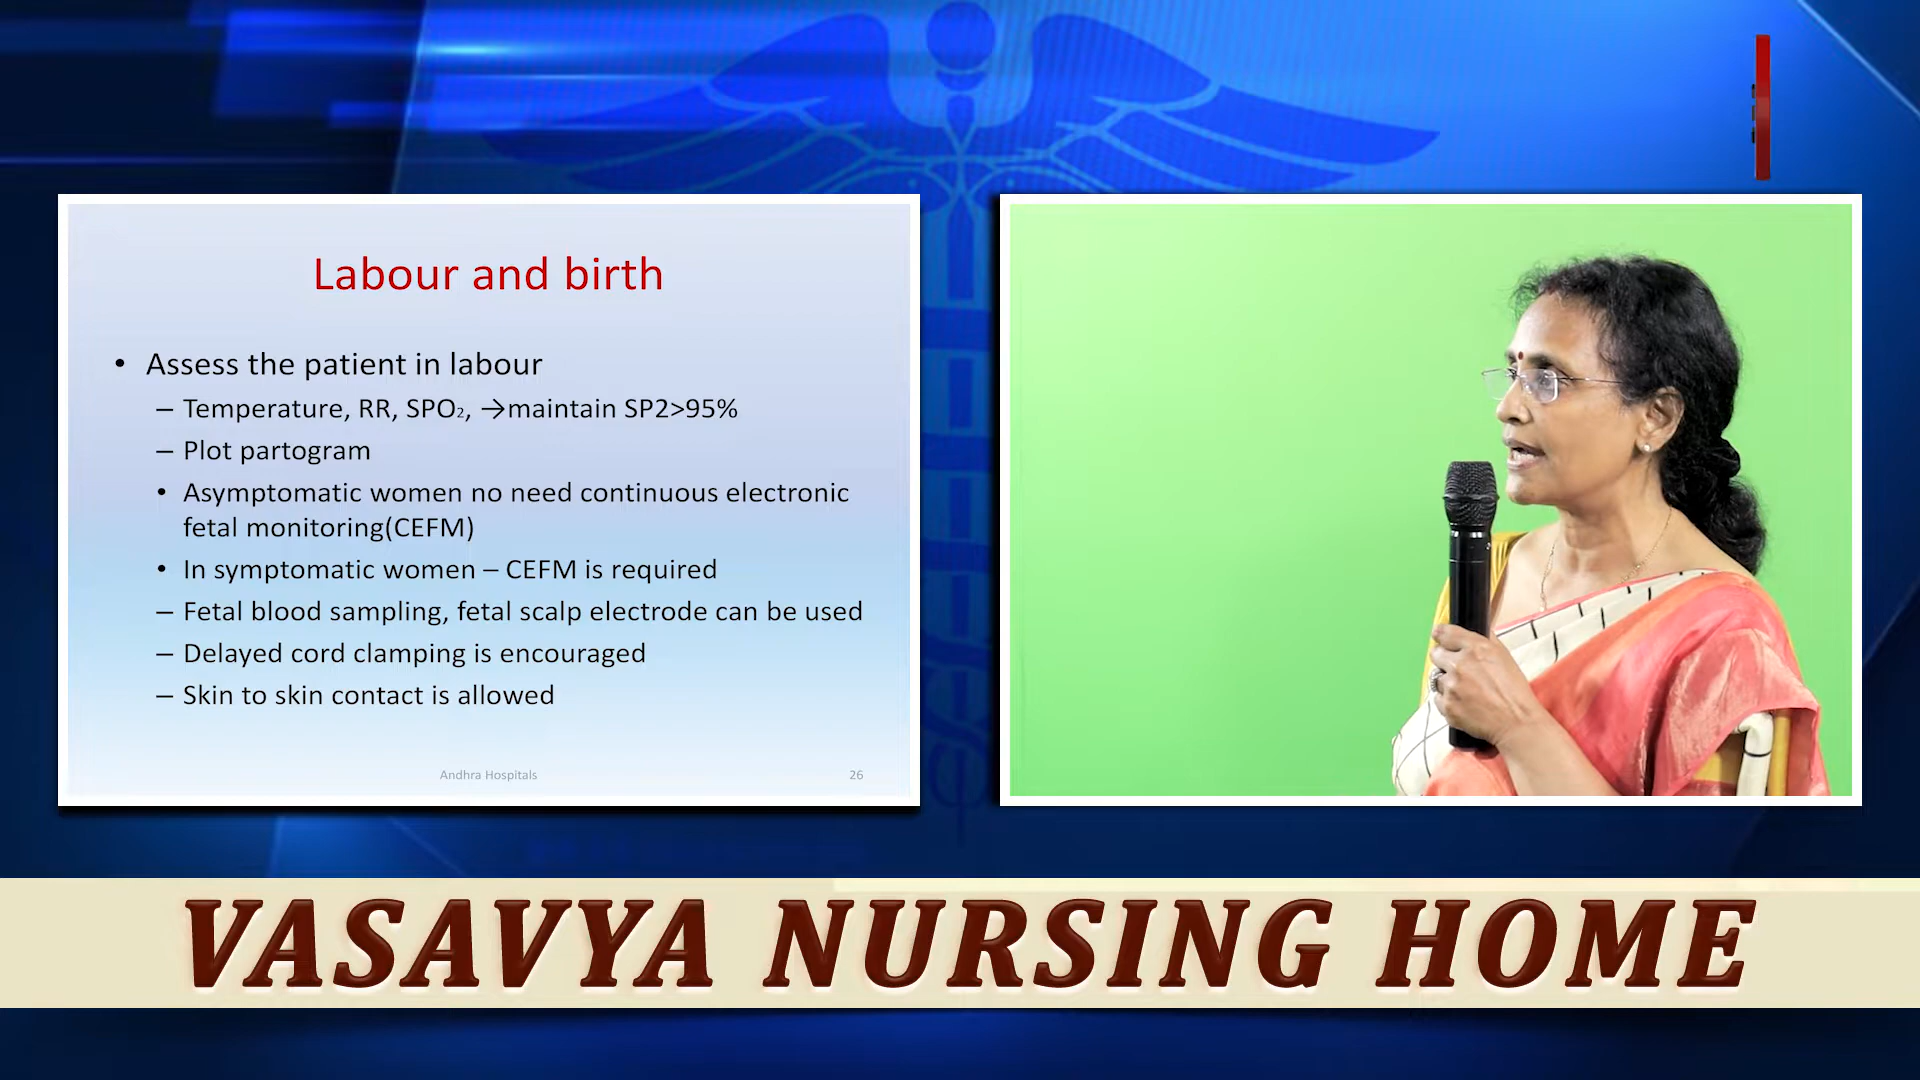 Labour and birth
• Assess the patient in labour
– Temperature, RR, SPO₂, →maintain SP2>95%
– Plot partogram
• Asymptomatic women no need continuous electronic
fetal monitoring(CEFM)
• In symptomatic women – CEFM is required
– Fetal blood sampling, fetal scalp electrode can be used
– Delayed cord clamping is encouraged
– Skin to skin contact is allowed
Andhra Hospitals 26
VASAVYA NURSING HOME